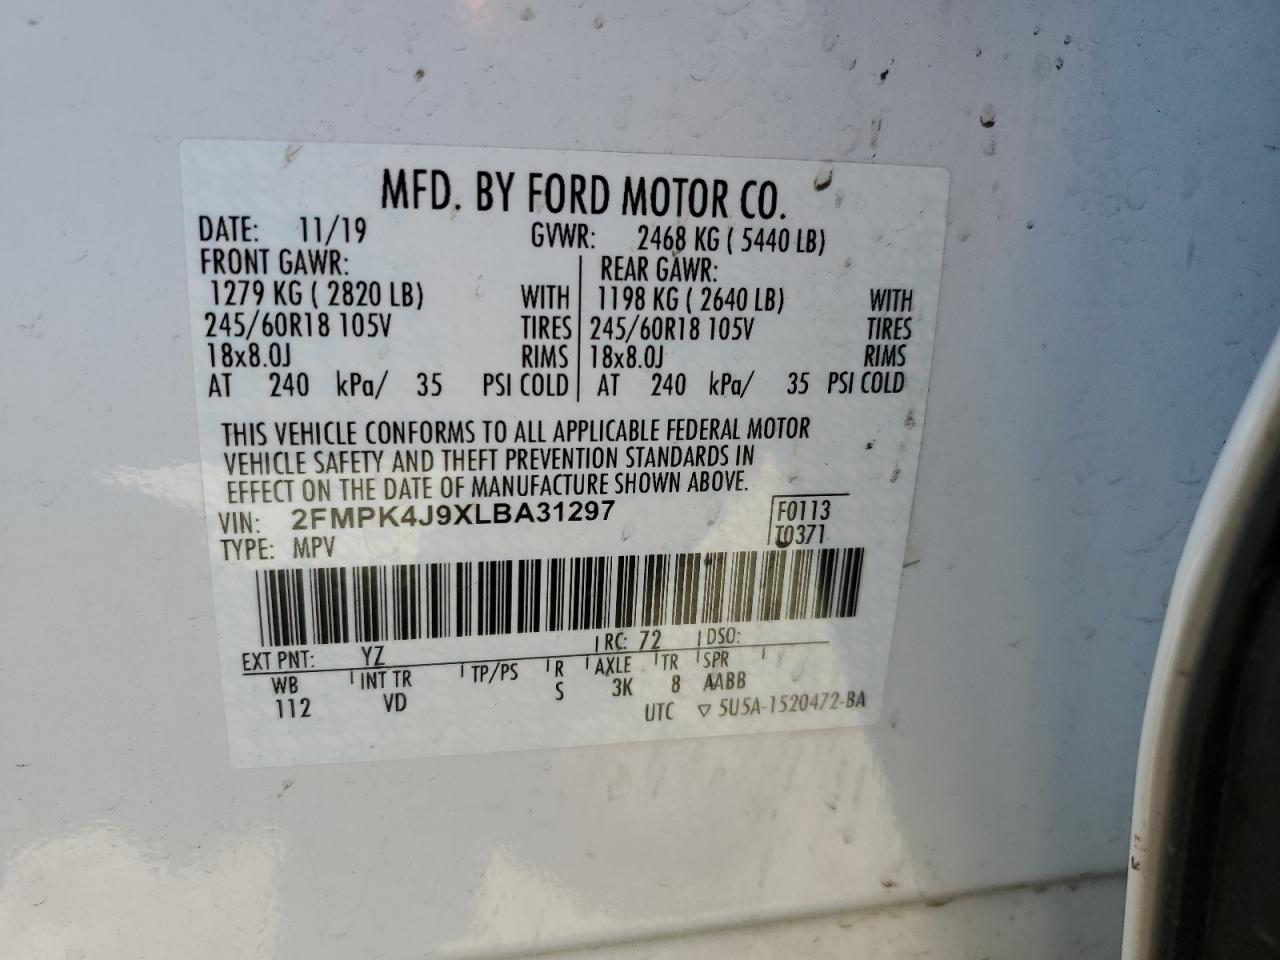 MFD. BY FORD MOTOR CO.
DATE: 11/19 GVWR: 2468 KG ( 5440 LB)
FRONT GAWR: REAR GAWR:
1279 KG ( 2820 LB) WITH 1198 KG ( 2640 LB) WITH
245/60R18 105V TIRES 245/60R18 105V TIRES
18x8.0J RIMS 18x8.0J RIMS
AT 240 kPa/ 35 PSI COLD AT 240 kPa/ 35 PSI COLD
THIS VEHICLE CONFORMS TO ALL APPLICABLE FEDERAL MOTOR
VEHICLE SAFETY AND THEFT PREVENTION STANDARDS IN
EFFECT ON THE DATE OF MANUFACTURE SHOWN ABOVE.
VIN: 2FMPK4J9XLBA31297 F0113
TYPE: MPV T0371
EXT PNT: YZ RC: 72 DSO:
WB INT TR TP/PS R AXLE TR SPR
112 VD S 3K 8 AABB
UTC ▽ 5U5A-1520472-BA